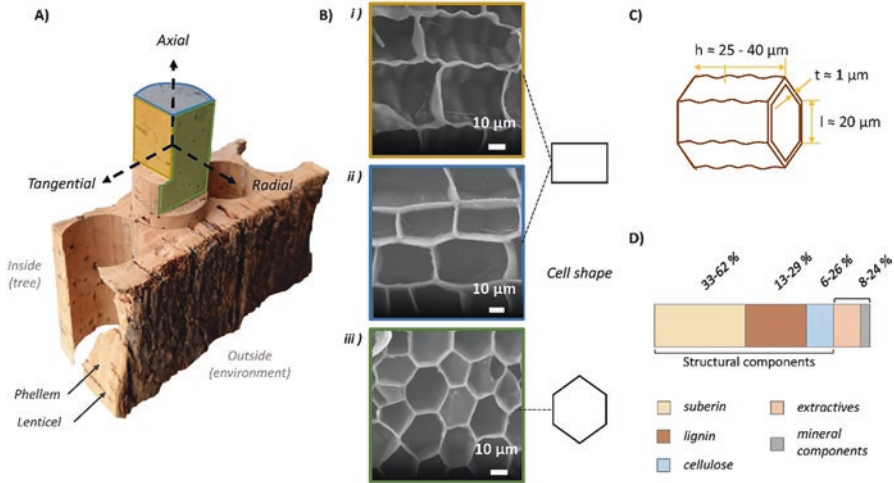 A)
Axial
Tangential
Radial
Inside
(tree)
Outside
(environment)
Phellem
Lenticel
B)
i)
10 µm
ii)
10 µm
iii)
10 µm
Cell shape
C)
h ≈ 25 - 40 µm
t ≈ 1 µm
l ≈ 20 µm
D)
33-62 %
13-29 %
6-26 %
8-24 %
Structural components
suberin
lignin
cellulose
extractives
mineral
components